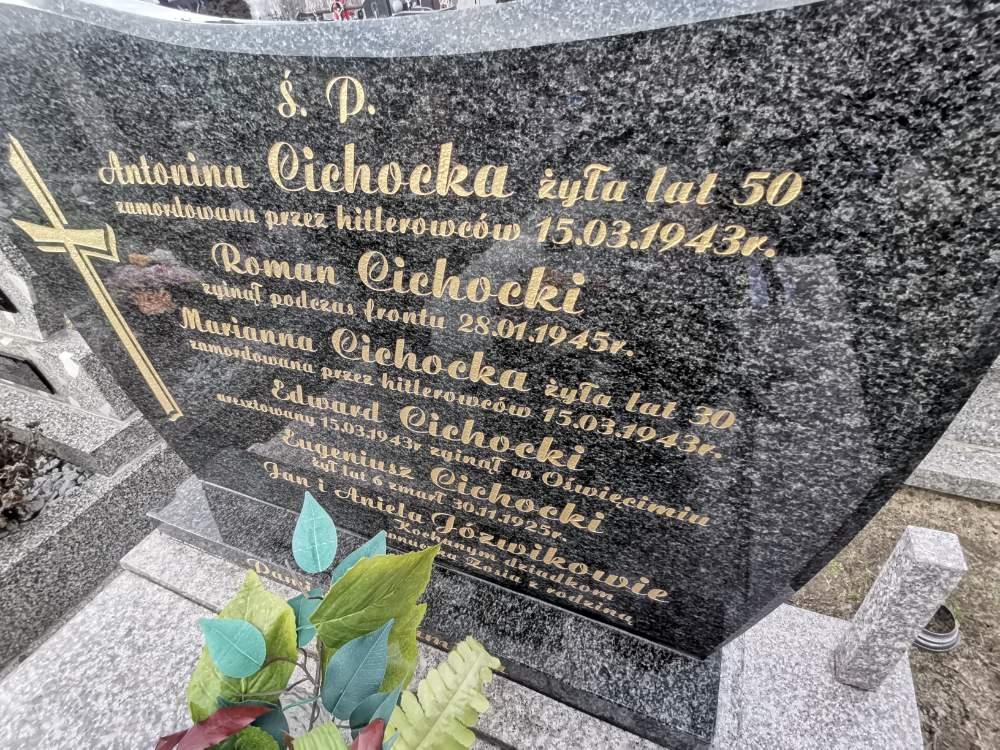 Ś. P.
Antonina Cichocka żyła lat 50
zamordowana przez hitlerowców 15.03.1943r.
Roman Cichocki
zginął podczas frontu 28.01.1945r.
Marianna Cichocka żyła lat 30
zamordowana przez hitlerowców 15.03.1943r.
Edward Cichocki
aresztowany 15.03.1943r zginął w Oświęcimiu
Eugeniusz Cichocki
żył lat 6 zmarł 30.11.1925r.
Jan i Aniela Józwikowie
Kochanym dziadkom
wnuczka Zosia z rodziną